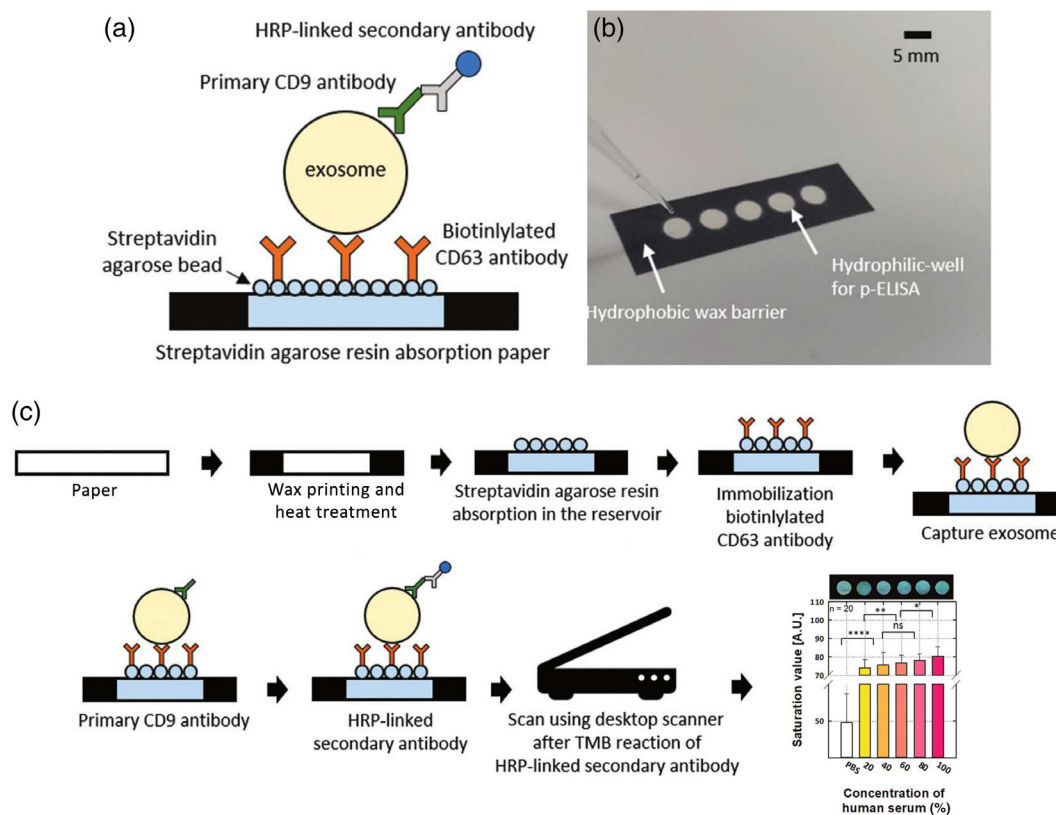 (a)
HRP-linked secondary antibody
Primary CD9 antibody
exosome
Streptavidin
agarose bead
Biotinlylated
CD63 antibody
Streptavidin agarose resin absorption paper
(b)
5 mm
Hydrophilic-well
for p-ELISA
Hydrophobic wax barrier
(c)
Paper
Wax printing and
heat treatment
Streptavidin agarose resin
absorption in the reservoir
Immobilization
biotinlylated
CD63 antibody
Capture exosome
Primary CD9 antibody
HRP-linked
secondary antibody
Scan using desktop scanner
after TMB reaction of
HRP-linked secondary antibody
Saturation value [A.U.]
110
100
90
80
70
50
n = 20
****
**
ns
*
PBS
20
40
60
80
100
Concentration of
human serum (%)